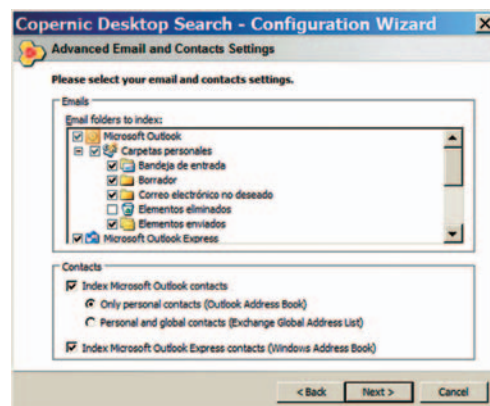 Copernic Desktop Search - Configuration Wizard
Advanced Email and Contacts Settings
Please select your email and contacts settings.
Emails
Email folders to index:
Microsoft Outlook
Carpetas personales
Bandeja de entrada
Borrador
Correo electrónico no deseado
Elementos eliminados
Elementos enviados
Microsoft Outlook Express
Contacts
Index Microsoft Outlook contacts
Only personal contacts (Outlook Address Book)
Personal and global contacts (Exchange Global Address List)
Index Microsoft Outlook Express contacts (Windows Address Book)
< Back Next > Cancel